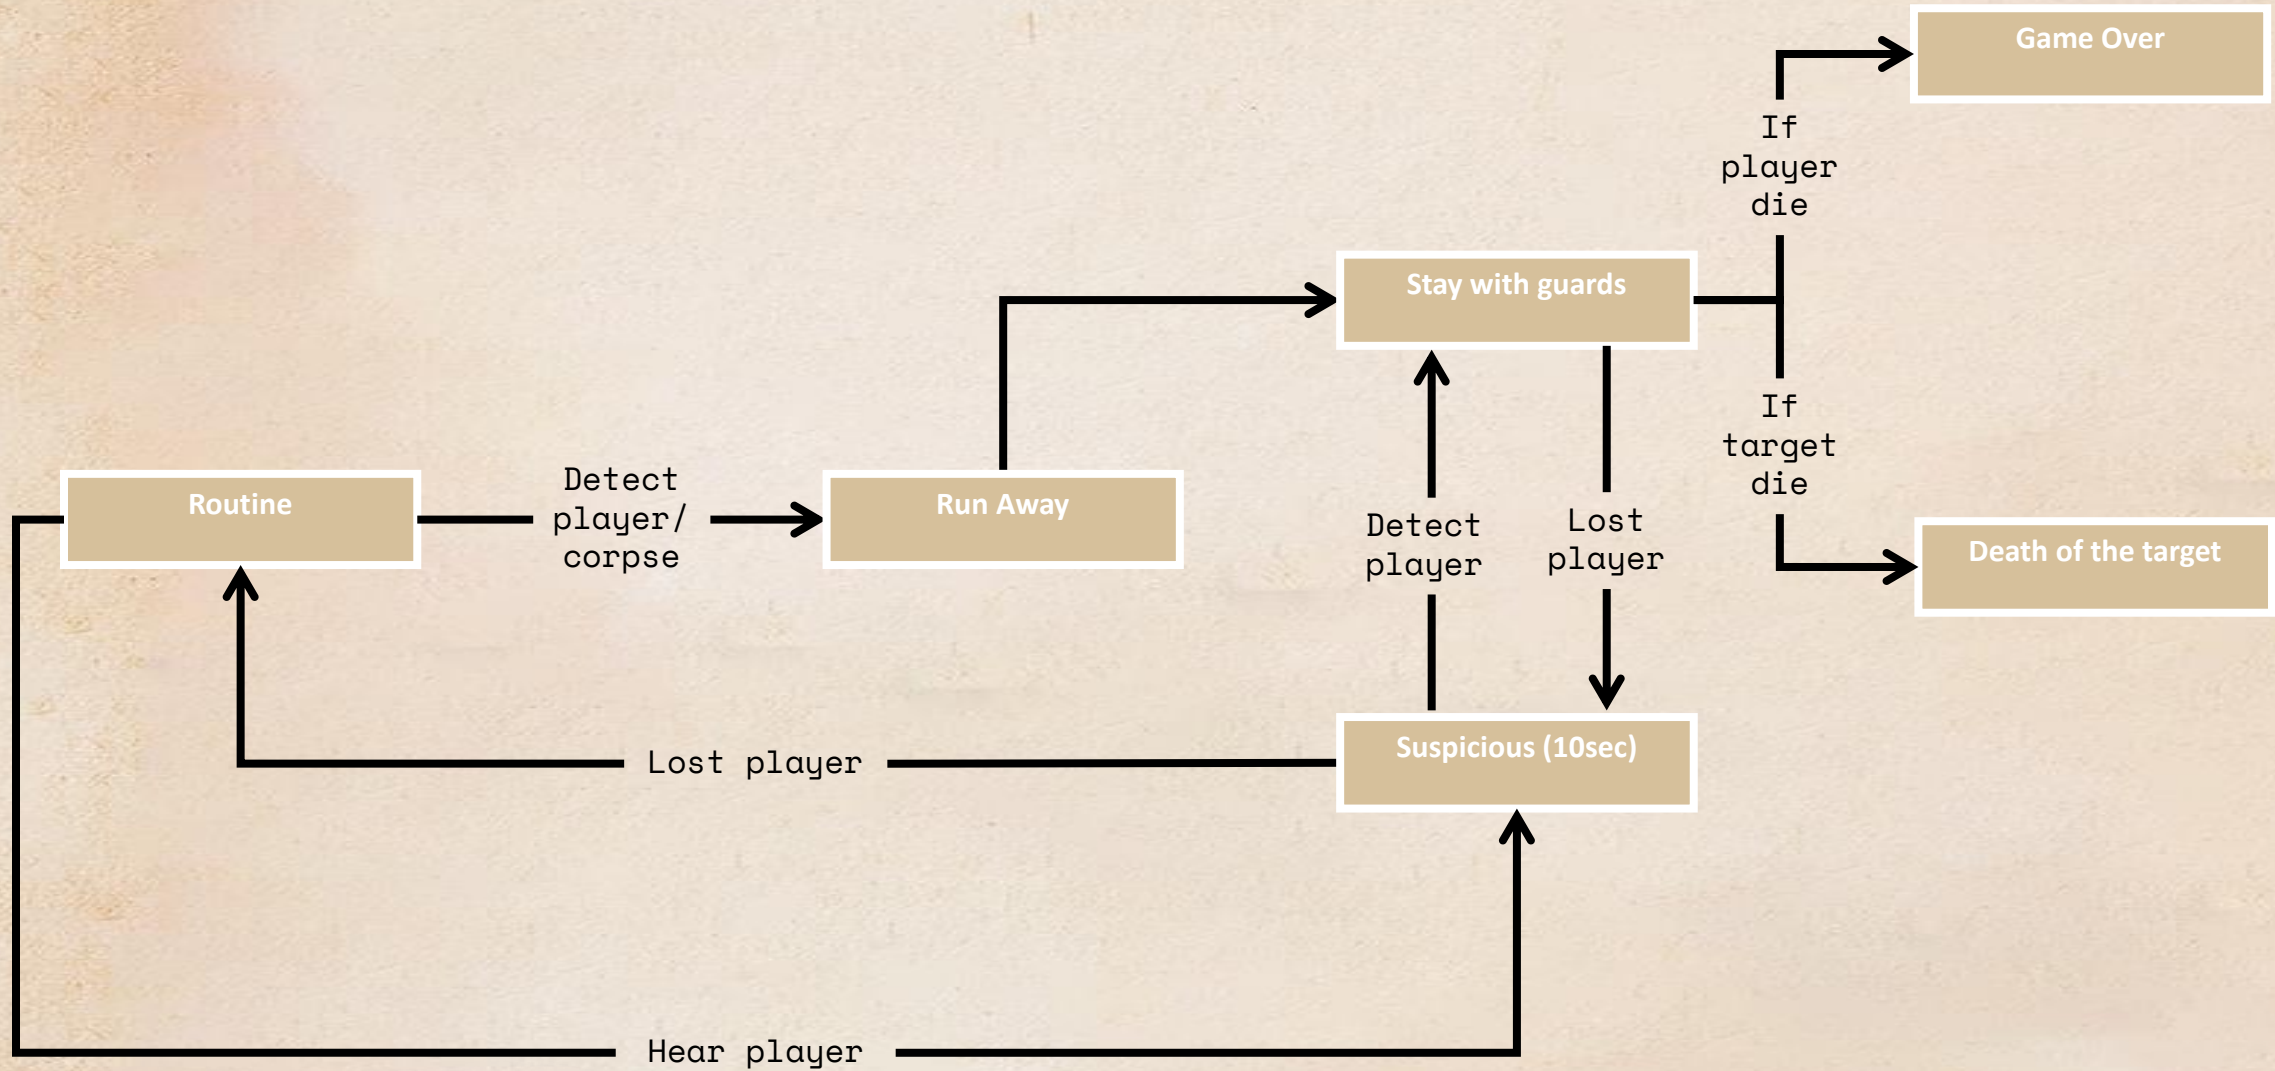 Game Over
If
player
die
Stay with guards
If
target
die
Detect
player/
corpse
Routine
Run Away
Detect
player
Lost
player
Death of the target
Suspicious (10sec)
Lost player
Hear player